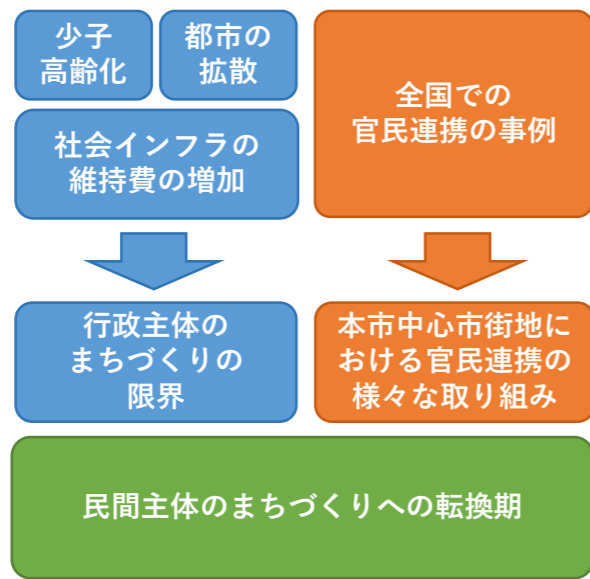 少子
高齢化
都市の
拡散
社会インフラの
維持費の増加
全国での
官民連携の事例
行政主体の
まちづくりの
限界
本市中心市街地に
おける官民連携の
様々な取り組み
民間主体のまちづくりへの転換期